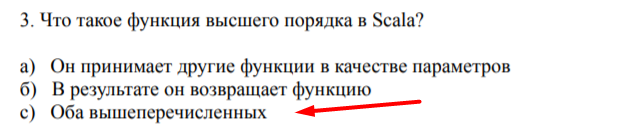 3. Что такое функция высшего порядка в Scala?
а) Он принимает другие функции в качестве параметров
б) В результате он возвращает функцию
с) Оба вышеперечисленных